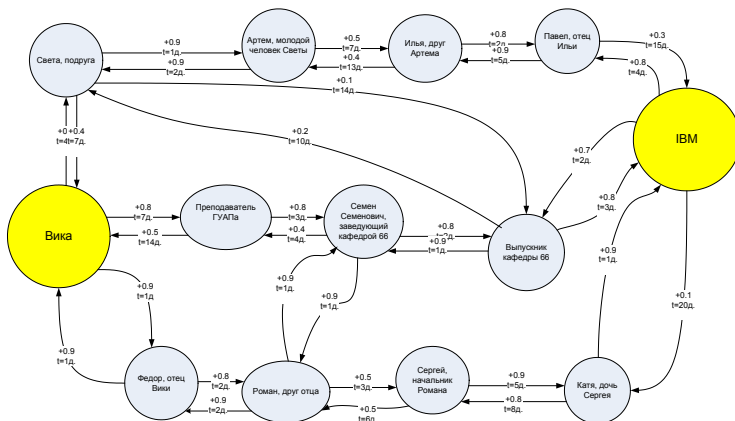 Света, подруга
+0.9
t=1д.
+0.9
t=2д.
Артем, молодой
человек Светы
+0.5
t=7д.
+0.4
t=13д.
Илья, друг
Артема
+0.8
t=2д.
+0.9
t=5д.
Павел, отец
Ильи
+0.3
t=15д.
+0.8
t=4д.
+0.1
t=14д.
+0.2
t=10д.
IBM
+0.4
t=7д.
+0.7
t=2д.
+0.8
t=3д.
Вика
+0.8
t=7д.
+0.5
t=14д.
Преподаватель
ГУАПа
+0.8
t=3д.
+0.4
t=4д.
Семен
Семенович,
заведующий
кафедрой 66
+0.8
t=2д.
+0.9
t=1д.
Выпускник
кафедры 66
+0.9
t=1д
+0.9
t=1д.
+0.9
t=1д.
+0.9
t=1д.
+0.9
t=1д.
+0.1
t=20д.
Федор, отец
Вики
+0.8
t=2д.
+0.9
t=2д.
Роман, друг отца
+0.5
t=3д.
+0.5
t=6д.
Сергей,
начальник
Романа
+0.9
t=5д.
+0.8
t=8д.
Катя, дочь
Сергея